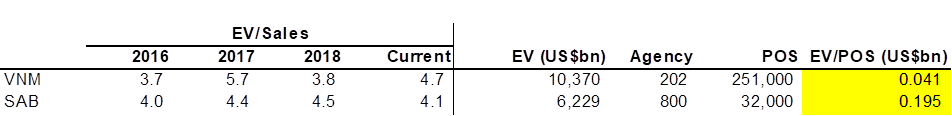 EV/Sales
2016 2017 2018 Current EV (US$bn) Agency POS EV/POS (US$bn)
VNM 3.7 5.7 3.8 4.7 10,370 202 251,000 0.041
SAB 4.0 4.4 4.5 4.1 6,229 800 32,000 0.195